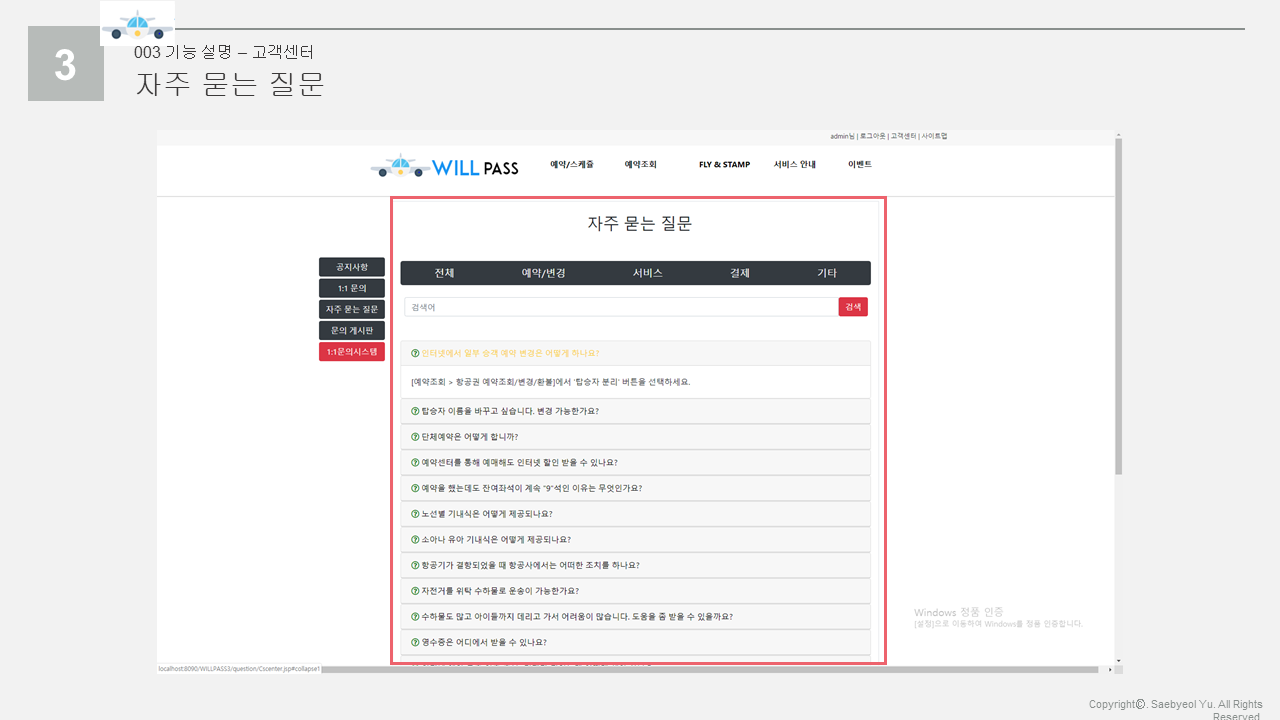 3
003 기능 설명 – 고객센터
자주 묻는 질문
admin님 | 로그아웃 | 고객센터 | 사이트맵
WILL PASS
예약/스케쥴
예약조회
FLY & STAMP
서비스 안내
이벤트
자주 묻는 질문
공지사항
1:1 문의
자주 묻는 질문
문의 게시판
1:1문의시스템
전체
예약/변경
서비스
결제
기타
검색어
검색
인터넷에서 일부 승객 예약 변경은 어떻게 하나요?
[예약조회 > 항공권 예약조회/변경/환불]에서 '탑승자 분리' 버튼을 선택하세요.
탑승자 이름을 바꾸고 싶습니다. 변경 가능한가요?
단체예약은 어떻게 합니까?
예약센터를 통해 예매해도 인터넷 할인 받을 수 있나요?
예약을 했는데도 잔여좌석이 계속 "9"석인 이유는 무엇인가요?
노선별 기내식은 어떻게 제공되나요?
소아나 유아 기내식은 어떻게 제공되나요?
항공기가 결항되었을 때 항공사에서는 어떠한 조치를 하나요?
자전거를 위탁 수하물로 운송이 가능한가요?
수하물도 많고 아이들까지 데리고 가서 어려움이 많습니다. 도움을 좀 받을 수 있을까요?
영수증은 어디에서 받을 수 있나요?
Windows 정품 인증
[설정]으로 이동하여 Windows를 정품 인증합니다.
localhost:8090/WILLPASS3/question/Cscenter.jsp#collapse1
Copyright©. Saebyeol Yu. All Rights
Reserved.